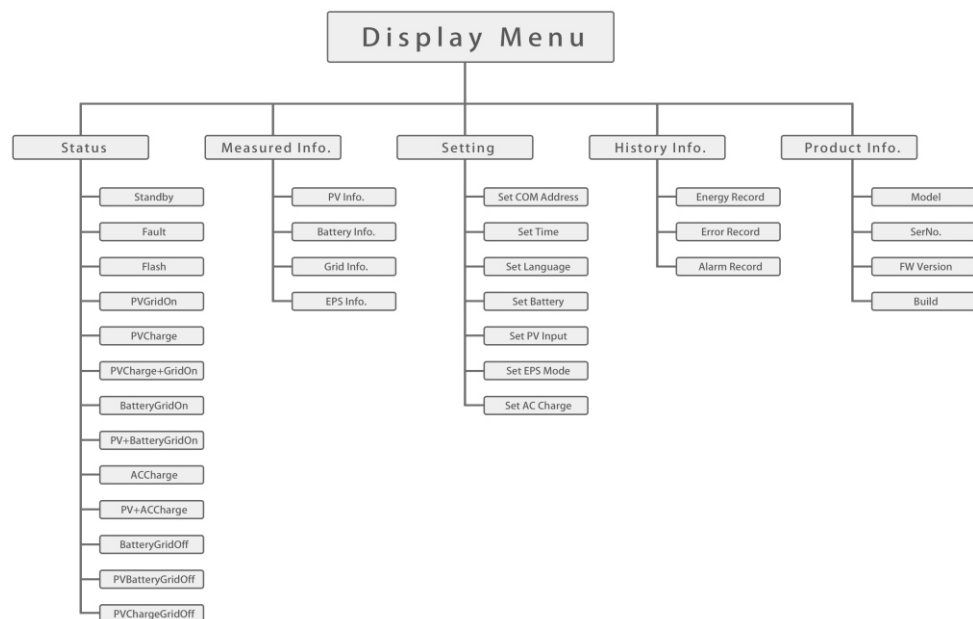 Display Menu
Status
Measured Info.
Setting
History Info.
Product Info.
Standby
Fault
Flash
PVGridOn
PVCharge
PVCharge+GridOn
BatteryGridOn
PV+BatteryGridOn
ACCharge
PV+ACCharge
BatteryGridOff
PVBatteryGridOff
PVChargeGridOff
PV Info.
Battery Info.
Grid Info.
EPS Info.
Set COM Address
Set Time
Set Language
Set Battery
Set PV Input
Set EPS Mode
Set AC Charge
Energy Record
Error Record
Alarm Record
Model
SerNo.
FW Version
Build